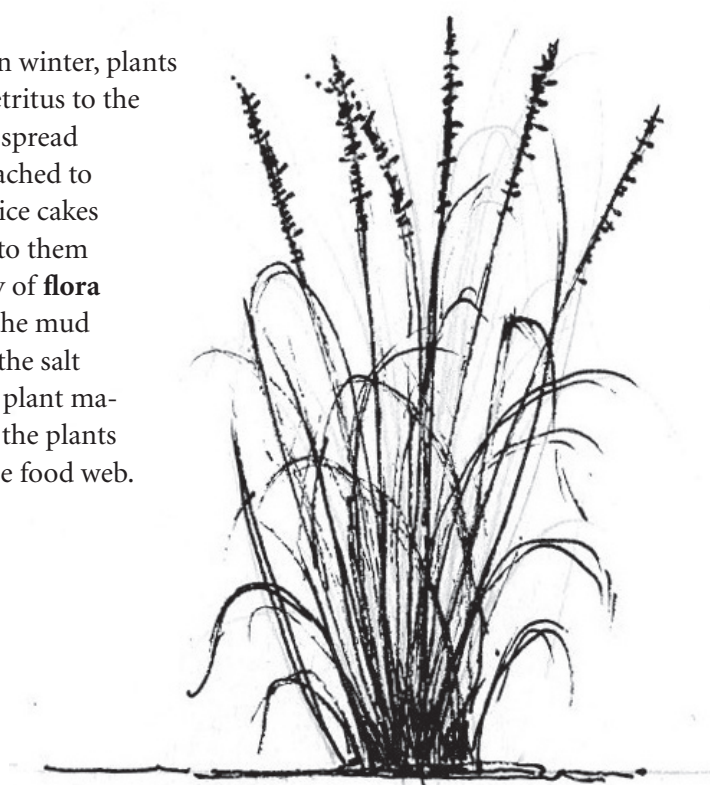 n winter, plants
etritus to the
spread
ached to
ice cakes
to them
y of flora
he mud
the salt
plant ma-
the plants
e food web.